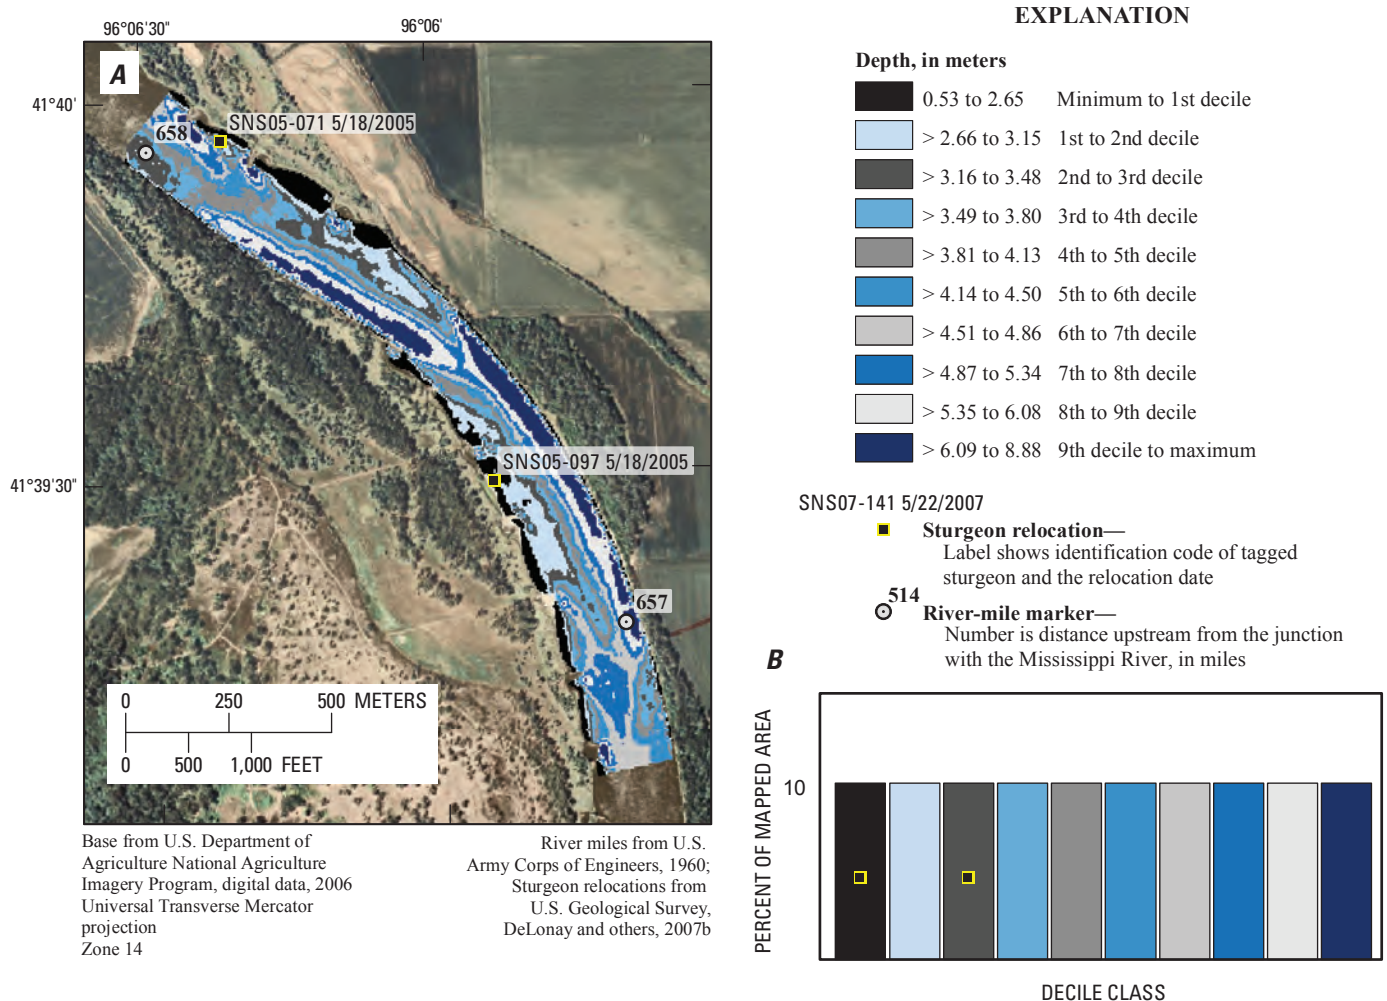 96°06'30"
96°06'
41°40'
41°39'30"
A
658
SNS05-071 5/18/2005
SNS05-097 5/18/2005
657
0 250 500 METERS
0 500 1,000 FEET
Base from U.S. Department of
Agriculture National Agriculture
Imagery Program, digital data, 2006
Universal Transverse Mercator
projection
Zone 14
River miles from U.S.
Army Corps of Engineers, 1960;
Sturgeon relocations from
U.S. Geological Survey,
DeLonay and others, 2007b
EXPLANATION
Depth, in meters
0.53 to 2.65 Minimum to 1st decile
> 2.66 to 3.15 1st to 2nd decile
> 3.16 to 3.48 2nd to 3rd decile
> 3.49 to 3.80 3rd to 4th decile
> 3.81 to 4.13 4th to 5th decile
> 4.14 to 4.50 5th to 6th decile
> 4.51 to 4.86 6th to 7th decile
> 4.87 to 5.34 7th to 8th decile
> 5.35 to 6.08 8th to 9th decile
> 6.09 to 8.88 9th decile to maximum
SNS07-141 5/22/2007
Sturgeon relocation—
Label shows identification code of tagged
sturgeon and the relocation date
514
River-mile marker—
Number is distance upstream from the junction
with the Mississippi River, in miles
B
PERCENT OF MAPPED AREA
10
DECILE CLASS